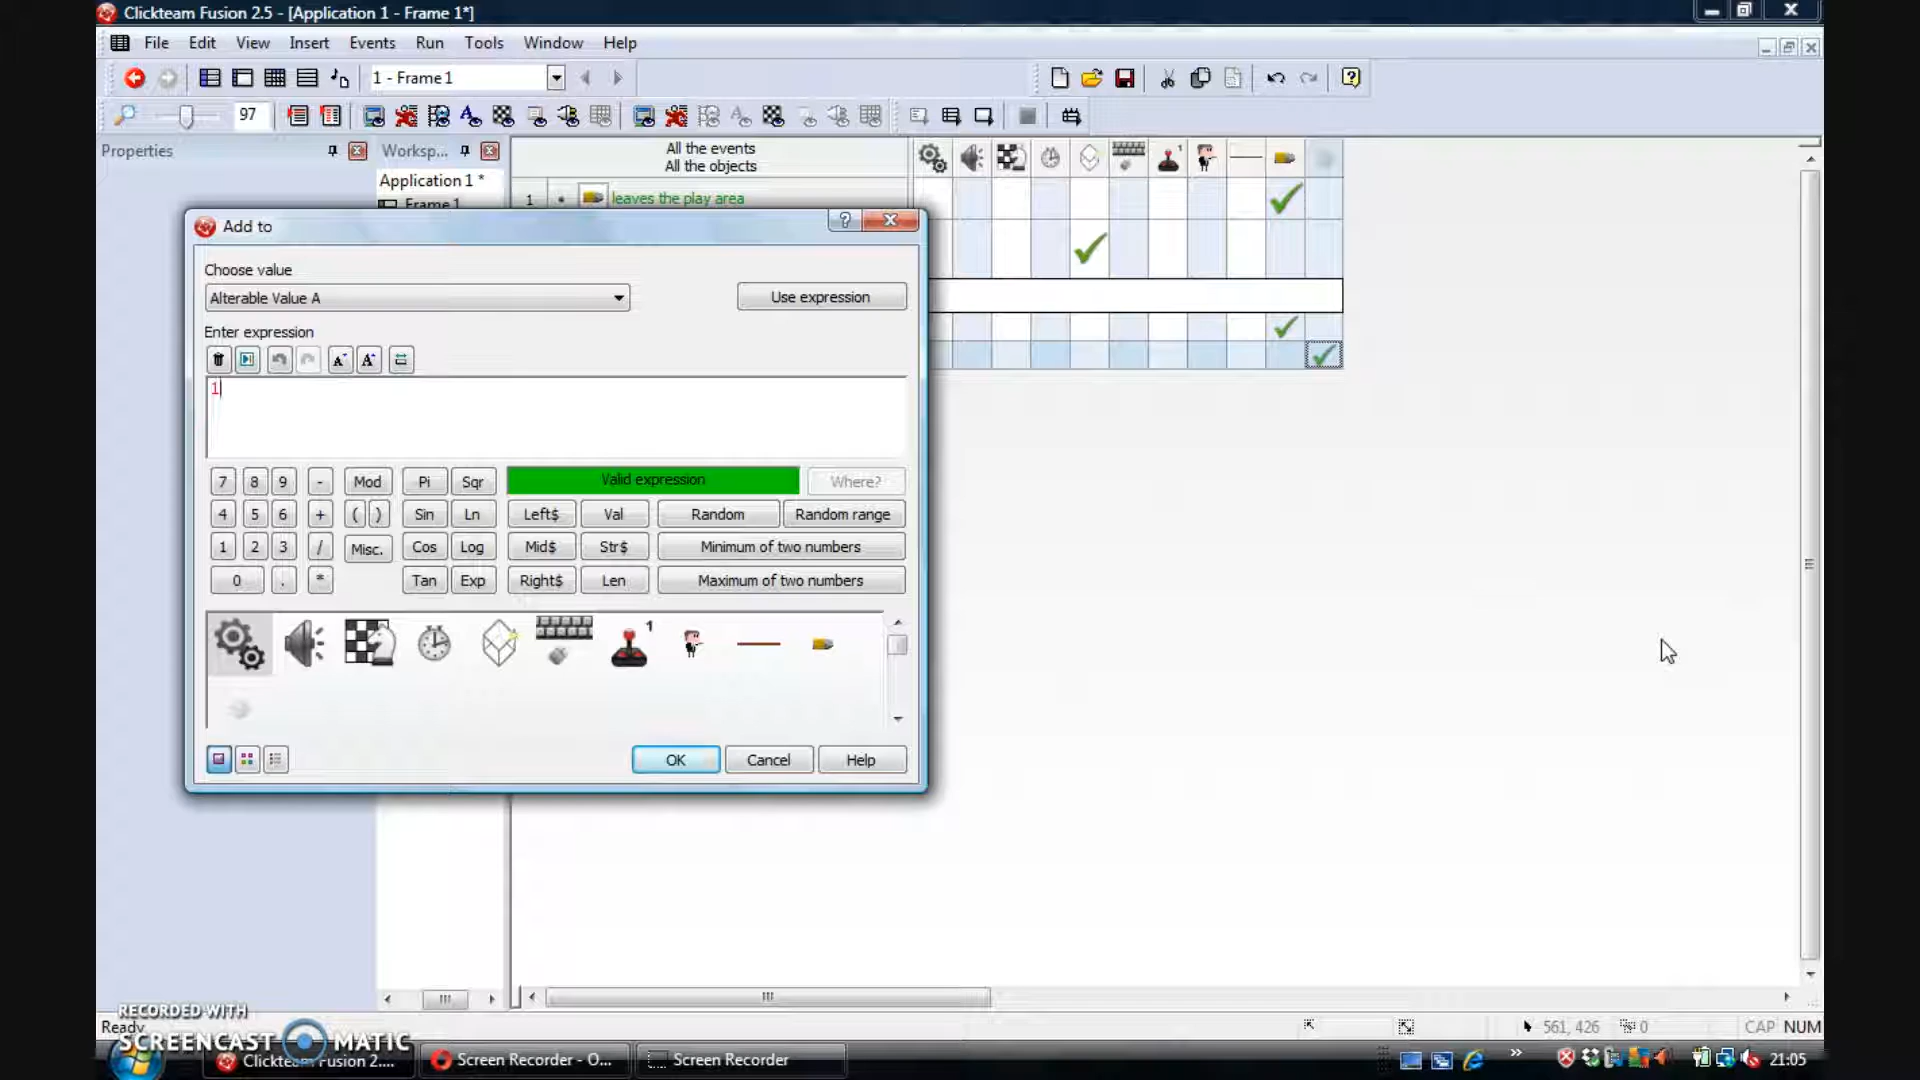 Clickteam Fusion 2.5 - [Application 1 - Frame 1*]
File Edit View Insert Events Run Tools Window Help
1 - Frame 1
97
Properties
Worksp...
All the events
All the objects
Application 1 *
Frame 1
1 • leaves the play area
Add to
Choose value
Alterable Value A
Use expression
Enter expression
1
7 8 9 - Mod Pi Sqr Valid expression Where?
4 5 6 + ( ) Sin Ln Left$ Val Random Random range
1 2 3 / Misc. Cos Log Mid$ Str$ Minimum of two numbers
0 . * Tan Exp Right$ Len Maximum of two numbers
1
OK Cancel Help
RECORDED WITH
SCREENCAST MATIC
Ready
561, 426 0 CAP NUM
Clickteam Fusion 2.... Screen Recorder - O... Screen Recorder 21:05